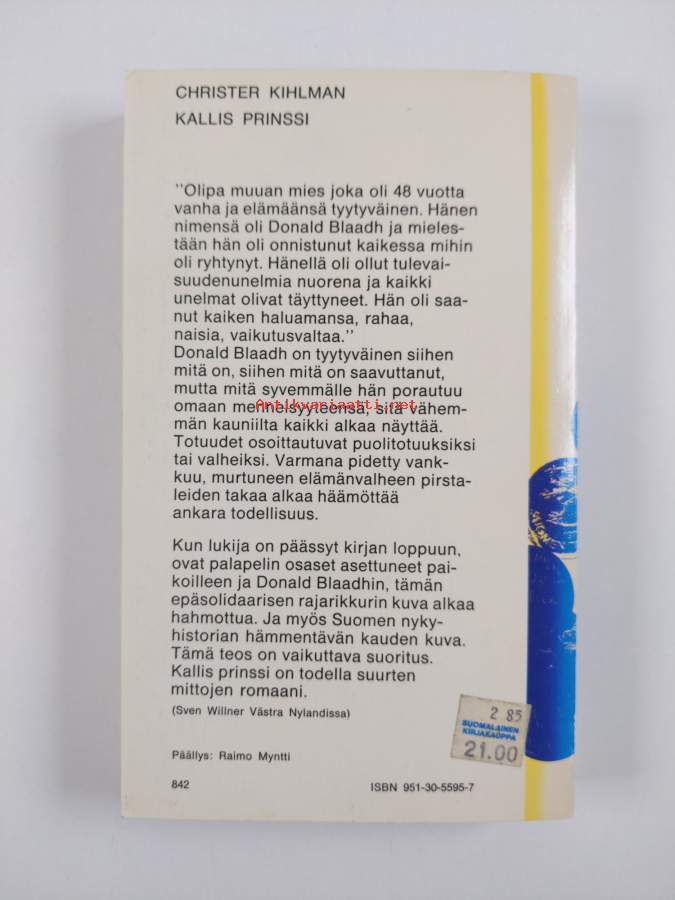 CHRISTER KIHLMAN
KALLIS PRINSSI
"Olipa muuan mies joka oli 48 vuotta
vanha ja elämäänsä tyytyväinen. Hänen
nimensä oli Donald Blaadh ja mieles-
tään hän oli onnistunut kaikessa mihin
oli ryhtynyt. Hänellä oli ollut tulevai-
suudenunelmia nuorena ja kaikki
unelmat olivat täyttyneet. Hän oli saa-
nut kaiken haluamansa, rahaa,
naisia, vaikutusvaltaa."
Donald Blaadh on tyytyväinen siihen
mitä on, siihen mitä on saavuttanut,
mutta mitä syvemmälle hän porautuu
Antikvariaatti.net
omaan menneisyyteensä, sitä vähem-
män kauniilta kaikki alkaa näyttää.
Totuudet osoittautuvat puolitotuuksiksi
tai valheiksi. Varmana pidetty vank-
kuu, murtuneen elämänvalheen pirsta-
leiden takaa alkaa häämöttää
ankara todellisuus.
Kun lukija on päässyt kirjan loppuun,
ovat palapelin osaset asettuneet pai-
koilleen ja Donald Blaadhin, tämän
epäsolidaarisen rajarikkurin kuva alkaa
hahmottua. Ja myös Suomen nyky-
historian hämmentävän kauden kuva.
Tämä teos on vaikuttava suoritus.
Kallis prinssi on todella suurten
mittojen romaani.
(Sven Willner Västra Nylandissa)
2 85
SUOMALAINEN
KIRJAKAUPPA
21.00
Päällys: Raimo Myntti
842 ISBN 951-30-5595-7